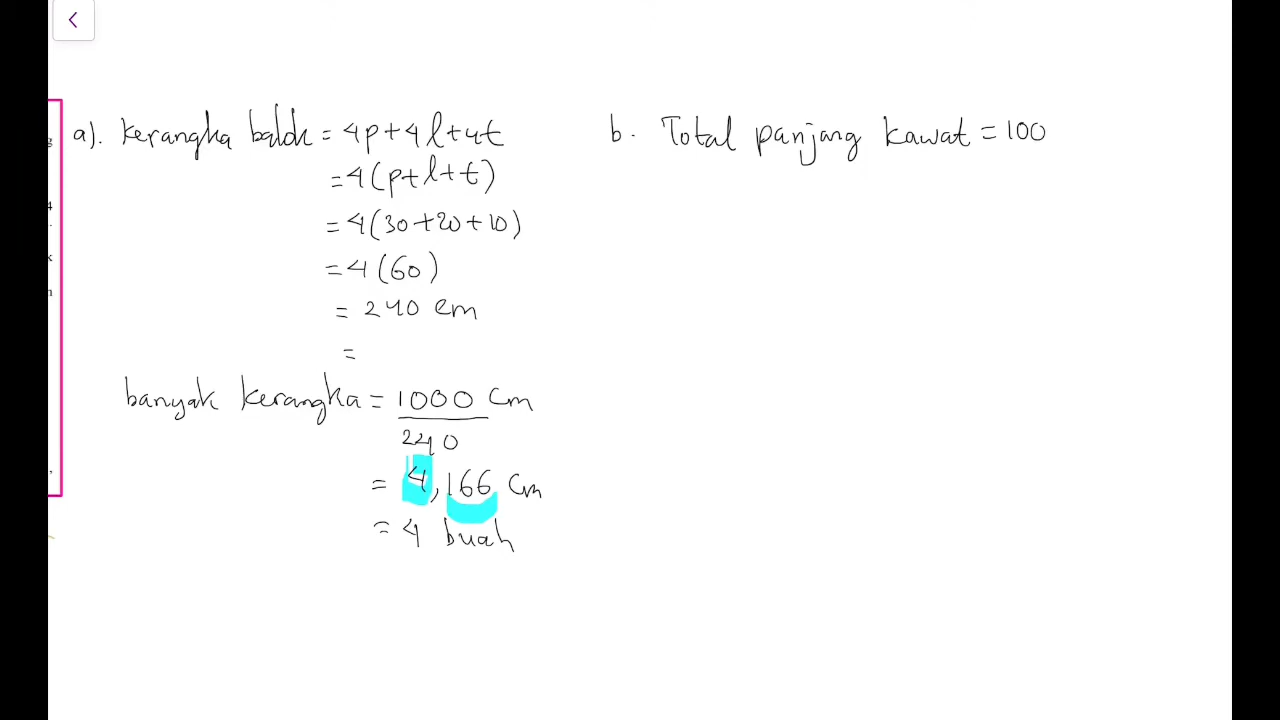 a). kerangka balok = 4p+4l+4t
=4(p+l+t)
=4(30+20+10)
=4(60)
= 240 cm
=
banyak kerangka = 1000 cm
240
= 4,166 cm
= 4 buah
b. Total panjang kawat = 100